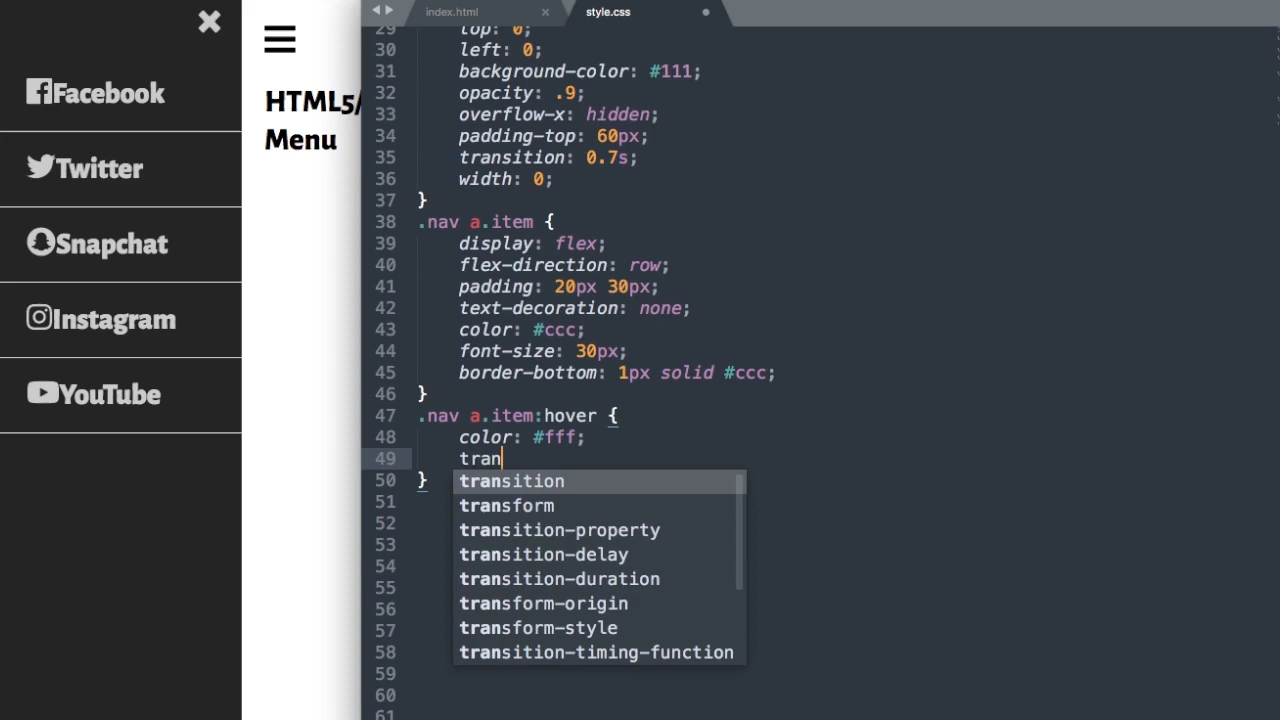 Facebook
Twitter
Snapchat
Instagram
YouTube
HTML5/
Menu
index.html
style.css
29 top: 0;
30 left: 0;
31 background-color: #111;
32 opacity: .9;
33 overflow-x: hidden;
34 padding-top: 60px;
35 transition: 0.7s;
36 width: 0;
37 }
38 .nav a.item {
39 display: flex;
40 flex-direction: row;
41 padding: 20px 30px;
42 text-decoration: none;
43 color: #ccc;
44 font-size: 30px;
45 border-bottom: 1px solid #ccc;
46 }
47 .nav a.item:hover {
48 color: #fff;
49 tran
50 }
51
52
53
54
55
56
57
58
59
60
61
transition
transform
transition-property
transition-delay
transition-duration
transform-origin
transform-style
transition-timing-function